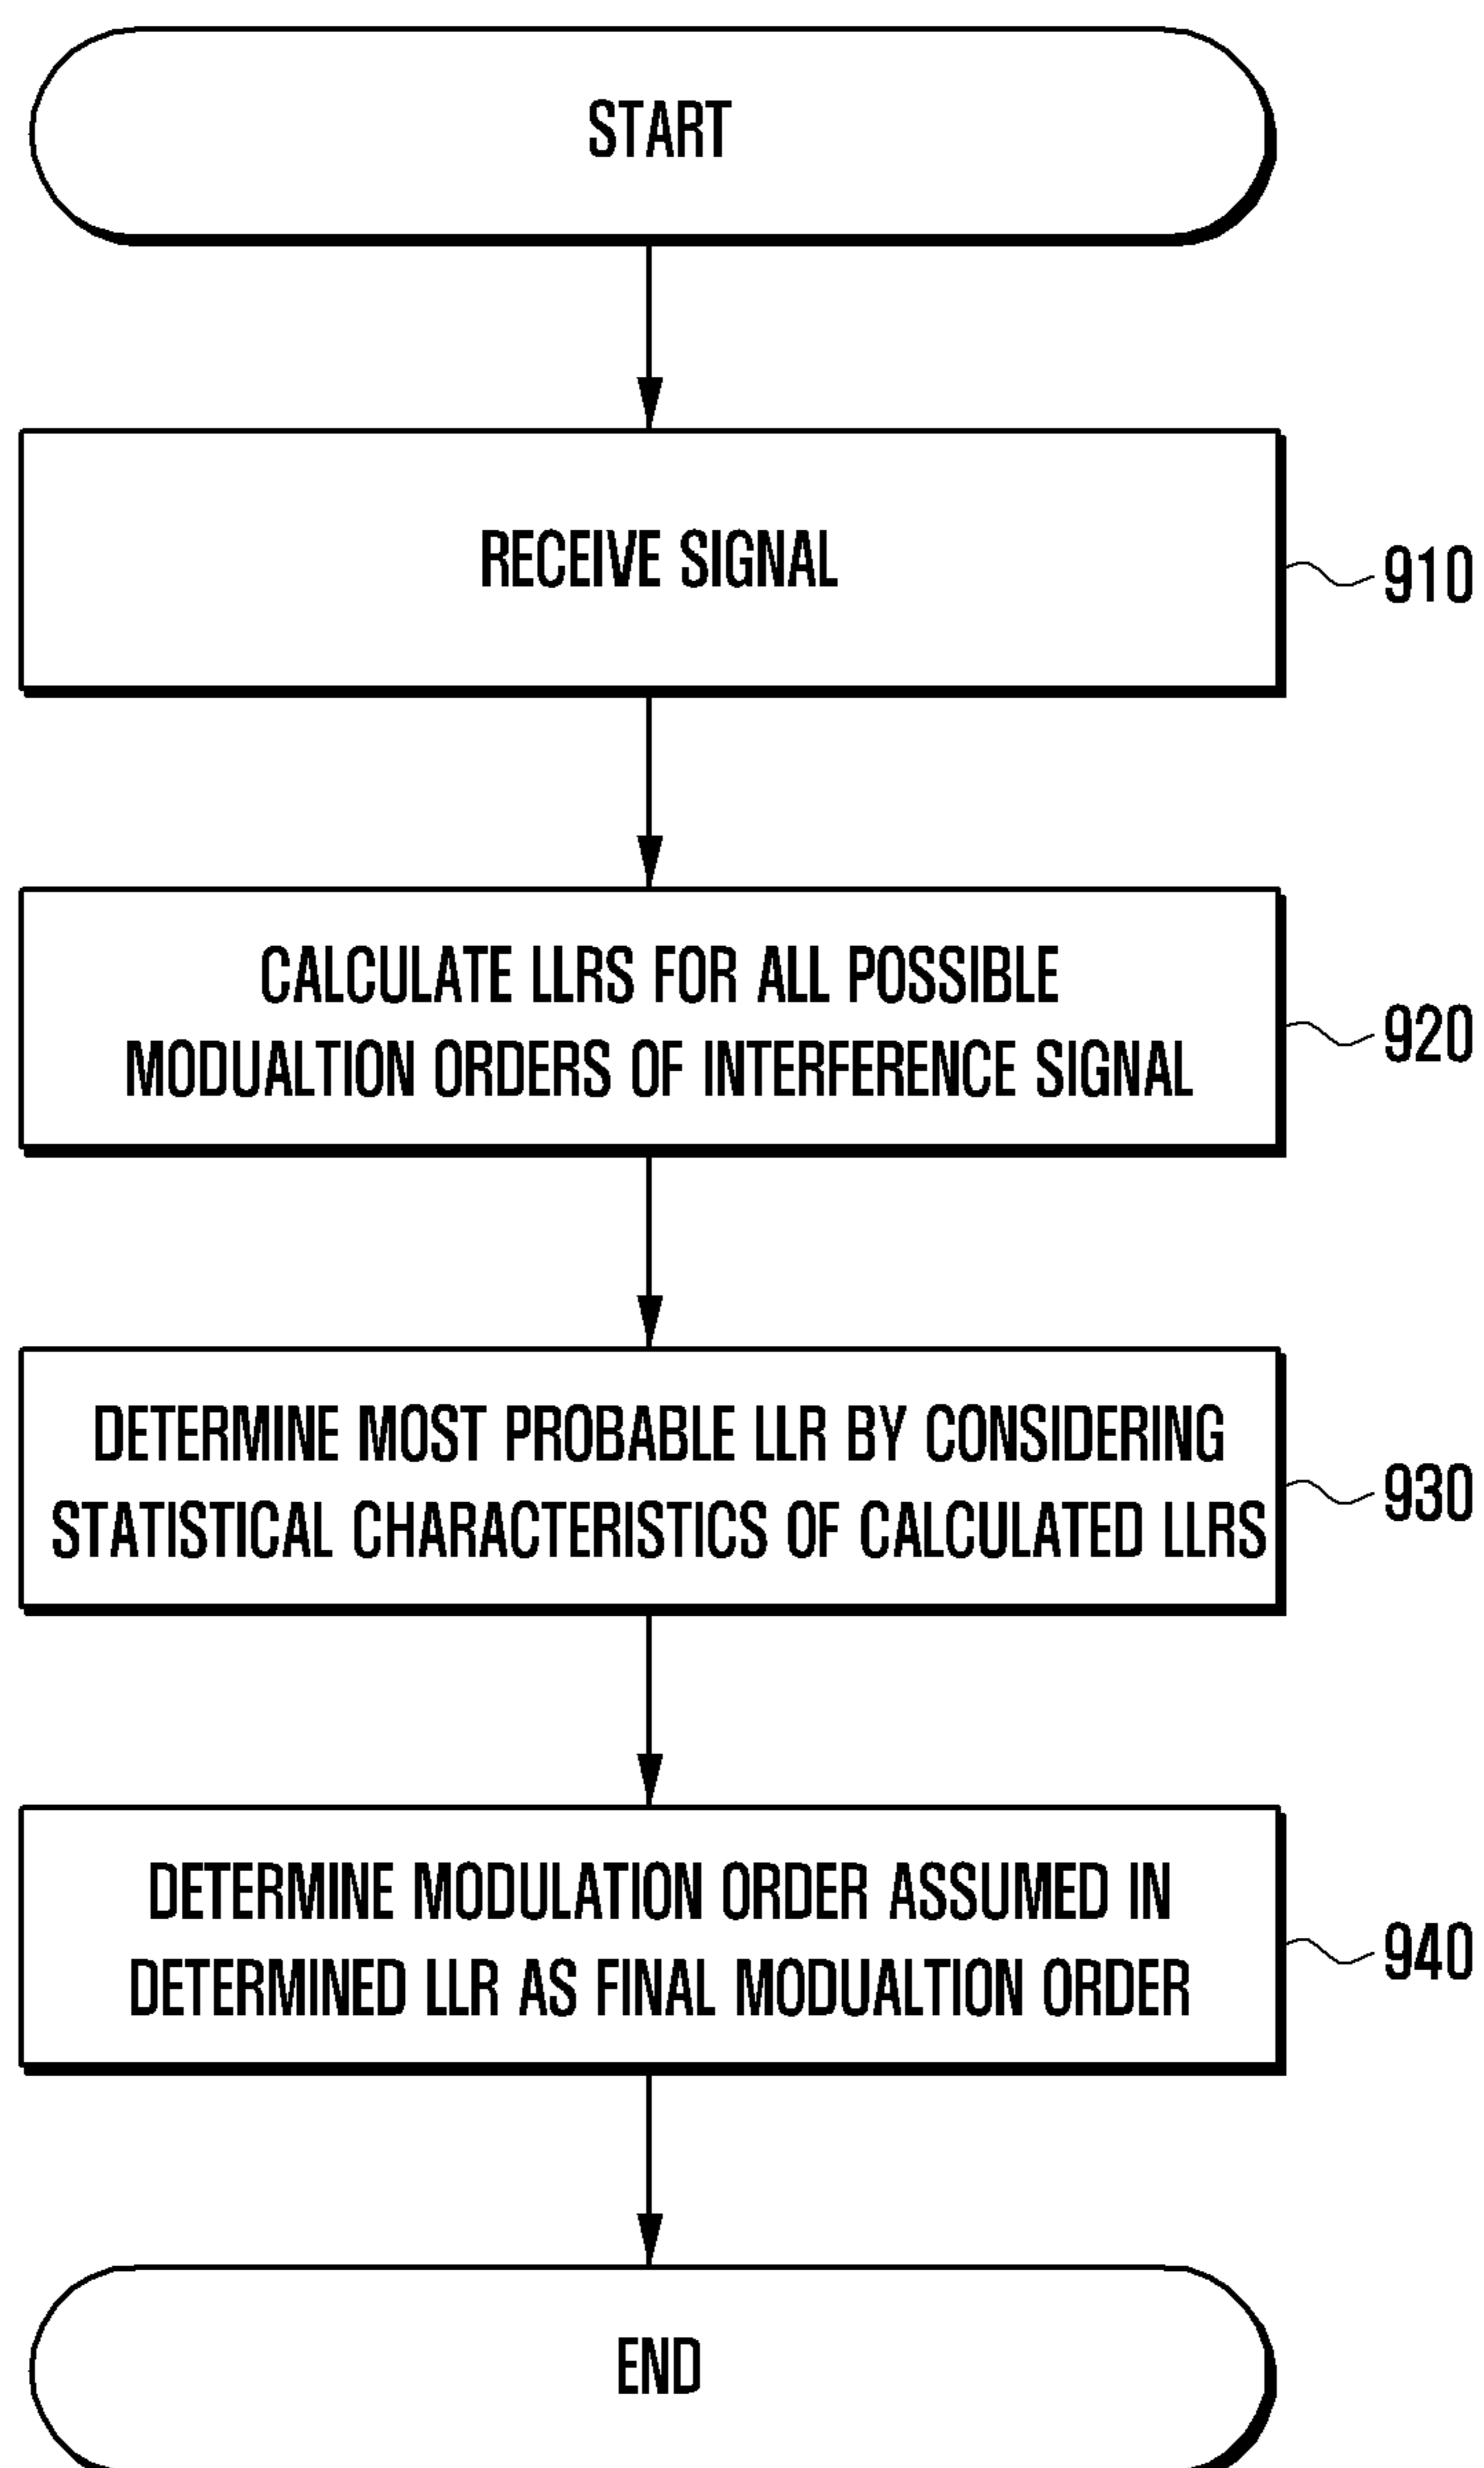 START
RECEIVE SIGNAL
910
CALCULATE LLRS FOR ALL POSSIBLE
MODUALTION ORDERS OF INTERFERENCE SIGNAL
920
DETERMINE MOST PROBABLE LLR BY CONSIDERING
STATISTICAL CHARACTERISTICS OF CALCULATED LLRS
930
DETERMINE MODULATION ORDER ASSUMED IN
DETERMINED LLR AS FINAL MODUALTION ORDER
940
END